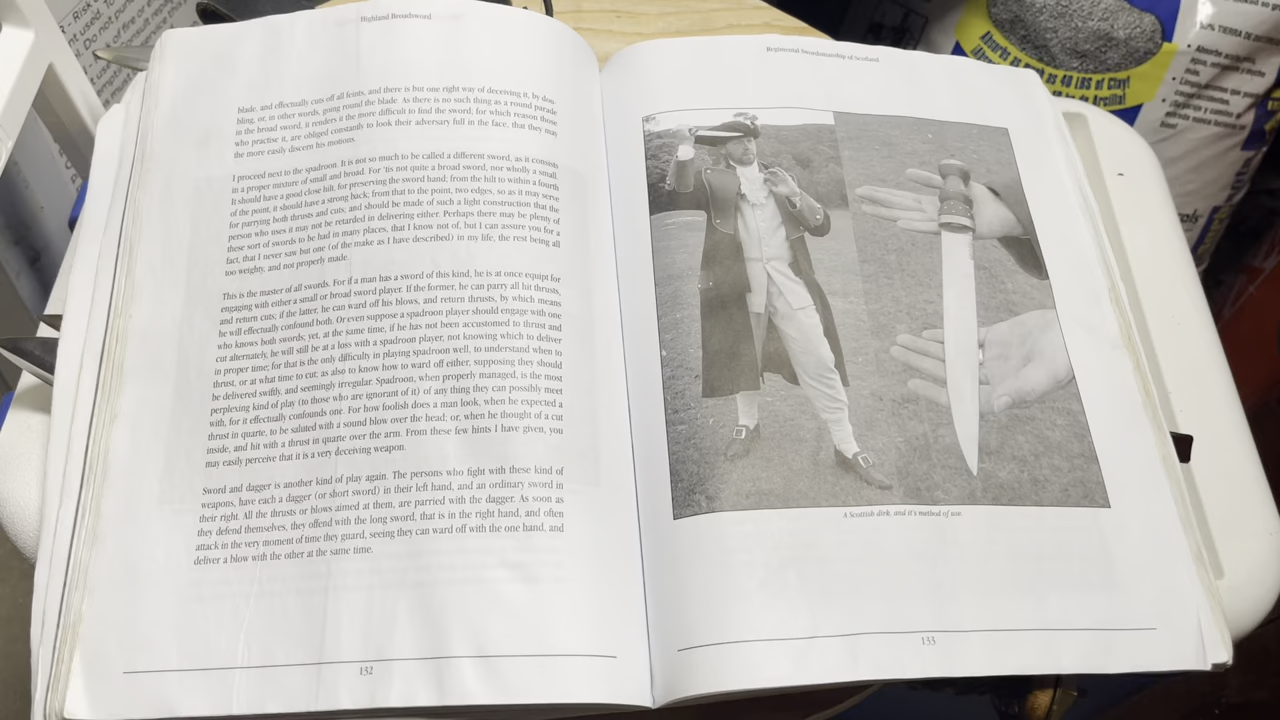 Highland Broadsword
blade, and effectually cuts off all feints, and there is but one right way of deceiving it, by dou-
bling, or, in other words, going round the blade. As there is no such thing as a round parade
in the broad sword, it renders it the more difficult to find the sword; for which reason those
who practise it, are obliged constantly to look their adversary full in the face, that they may
the more easily discern his motions.
I proceed next to the spadroon. It is not so much to be called a different sword, as it consists
in a proper mixture of small and broad. For 'tis not quite a broad sword, nor wholly a small.
It should have a good close hilt, for preserving the sword hand; from the hilt to within a fourth
of the point, it should have a strong back; from that to the point, two edges, so as it may serve
for parrying both thrusts and cuts; and should be made of such a light construction that the
person who uses it may not be retarded in delivering either. Perhaps there may be plenty of
these sort of swords to be had in many places, that I know not of, but I can assure you for a
fact, that I never saw but one (of the make as I have described) in my life, the rest being all
too weighty, and not properly made.
This is the master of all swords. For if a man has a sword of this kind, he is at once equipt for
engaging with either a small or broad sword player. If the former, he can parry all hit thrusts,
and return cuts; if the latter, he can ward off his blows, and return thrusts, by which means
he will effectually confound both. Or even suppose a spadroon player should engage with one
who knows both swords; yet, at the same time, if he has not been accustomed to thrust and
cut alternately, he will still be at a loss with a spadroon player, not knowing which to deliver
in proper time; for that is the only difficulty in playing spadroon well, to understand when to
thrust, or at what time to cut; as also to know how to ward off either, supposing they should
be delivered swiftly, and seemingly irregular. Spadroon, when properly managed, is the most
perplexing kind of play (to those who are ignorant of it) of any thing they can possibly meet
with, for it effectually confounds one. For how foolish does a man look, when he expected a
thrust in quarte, to be saluted with a sound blow over the head; or, when he thought of a cut
inside, and hit with a thrust in quarte over the arm. From these few hints I have given, you
may easily perceive that it is a very deceiving weapon.
Sword and dagger is another kind of play again. The persons who fight with these kind of
weapons, have each a dagger (or short sword) in their left hand, and an ordinary sword in
their right. All the thrusts or blows aimed at them, are parried with the dagger. As soon as
they defend themselves, they offend with the long sword, that is in the right hand, and often
attack in the very moment of time they guard, seeing they can ward off with the one hand, and
deliver a blow with the other at the same time.
132
Regimental Swordsmanship of Scotland
A Scottish dirk, and it's method of use.
133
Absorbs as much as 40 LBS of Clay!
de Arcilla!
TIERRA DE